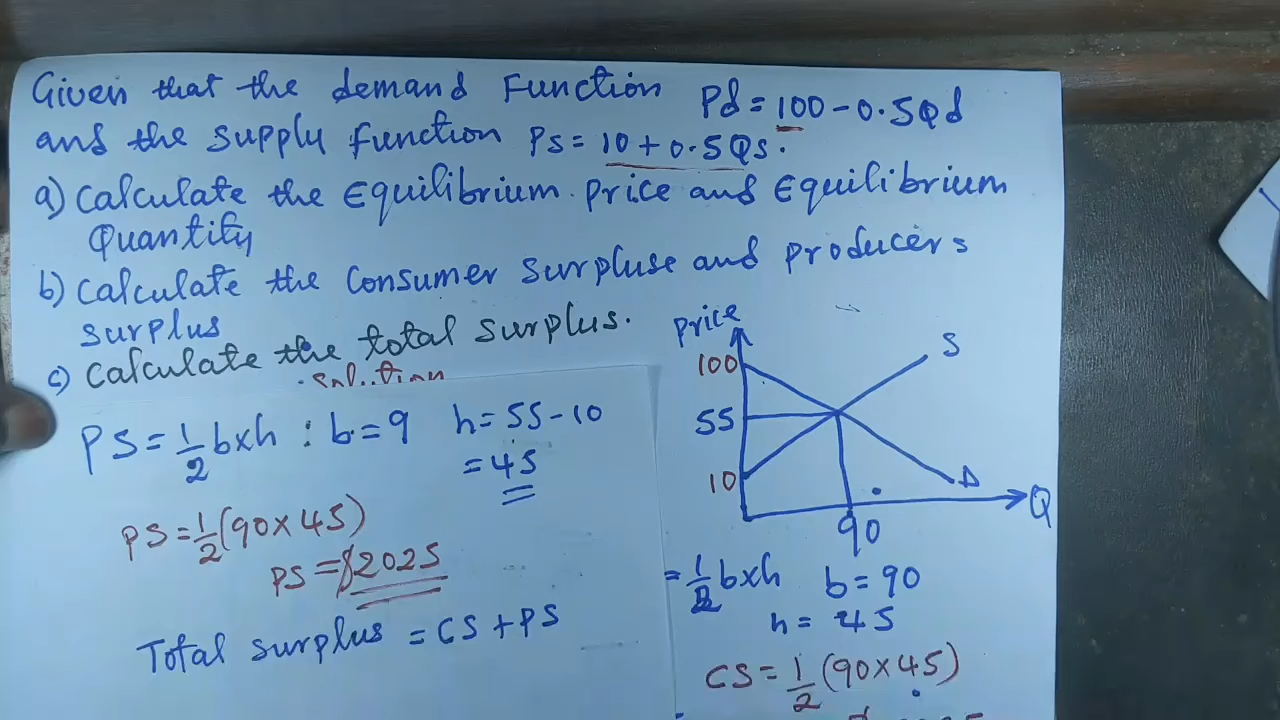 Given that the demand Function Pd = 100 - 0.5Qd
and the supply function Ps = 10 + 0.5Qs.
a) Calculate the Equilibrium price and Equilibrium
Quantity
b) Calculate the Consumer surpluse and producers
surplus
c) Calculate the total surplus.
solution
PS = 1/2 b x h : b = 9 h = 55 - 10
= 45
PS = 1/2 (90 x 45)
PS = $2025
Total surplus = CS + PS
Price
100
55
10
S
D
Q
90
= 1/2 b x h b = 90
h = 45
CS = 1/2 (90 x 45)